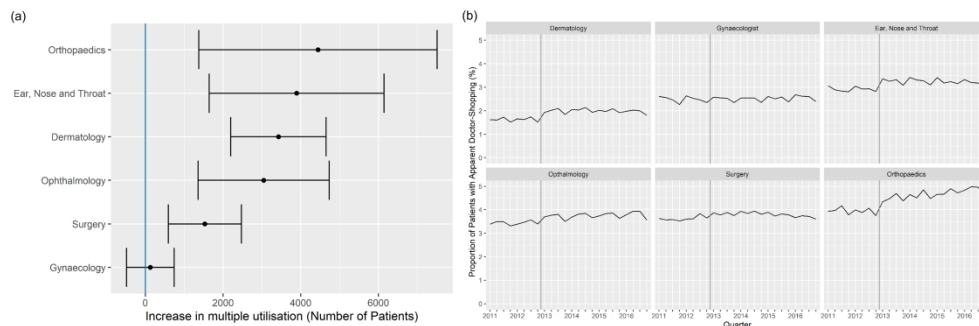 (a)
Orthopaedics
Ear, Nose and Throat
Dermatology
Ophthalmology
Surgery
Gynaecology
0 2000 4000 6000
Increase in multiple utilisation (Number of Patients)
(b)
Proportion of Patients with Apparent Doctor-Shopping (%)
Dermatology Gynaecologist Ear, Nose and Throat
5
4
3
2
1
0
Opthalmology Surgery Orthopaedics
5
4
3
2
1
0
2011 2012 2013 2014 2015 2016 2011 2012 2013 2014 2015 2016 2011 2012 2013 2014 2015 2016
Quarter